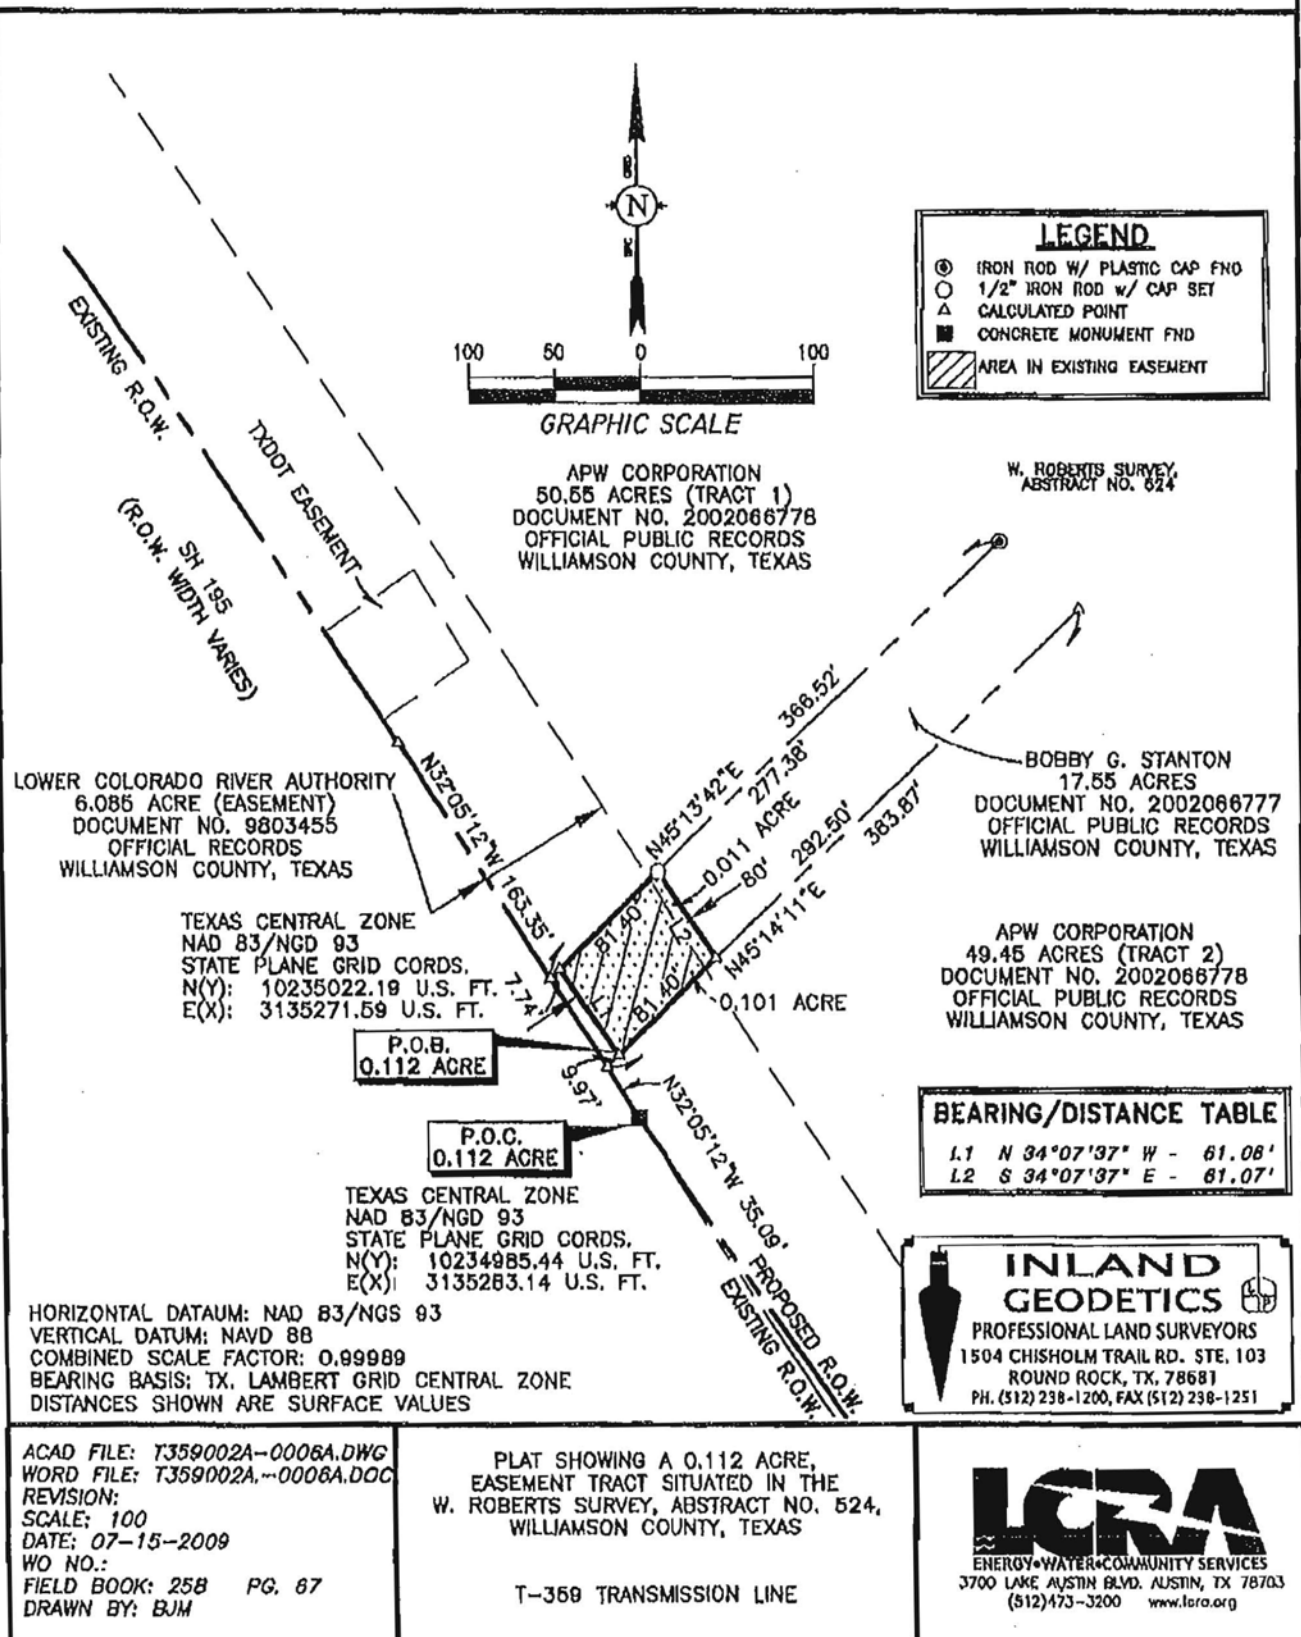 N
100 50 0 100
GRAPHIC SCALE
LEGEND
IRON ROD W/ PLASTIC CAP FND
1/2" IRON ROD w/ CAP SET
CALCULATED POINT
CONCRETE MONUMENT FND
AREA IN EXISTING EASEMENT
W. ROBERTS SURVEY,
ABSTRACT NO. 524
APW CORPORATION
50.55 ACRES (TRACT 1)
DOCUMENT NO. 2002066778
OFFICIAL PUBLIC RECORDS
WILLIAMSON COUNTY, TEXAS
EXISTING R.O.W.
TXDOT EASEMENT
SH 195
(R.O.W. WIDTH VARIES)
LOWER COLORADO RIVER AUTHORITY
6.086 ACRE (EASEMENT)
DOCUMENT NO. 9803455
OFFICIAL RECORDS
WILLIAMSON COUNTY, TEXAS
N32°05'12"W 163.35'
N45°13'42"E
366.52'
277.38'
0.011 ACRE
80'
292.50'
383.87'
N45°14'11"E
BOBBY G. STANTON
17.55 ACRES
DOCUMENT NO. 2002066777
OFFICIAL PUBLIC RECORDS
WILLIAMSON COUNTY, TEXAS
TEXAS CENTRAL ZONE
NAD 83/NGD 93
STATE PLANE GRID CORDS.
N(Y): 10235022.19 U.S. FT.
E(X): 3135271.59 U.S. FT.
7.74'
81.40'
L2
L1
81.40'
0.101 ACRE
APW CORPORATION
49.45 ACRES (TRACT 2)
DOCUMENT NO. 2002066778
OFFICIAL PUBLIC RECORDS
WILLIAMSON COUNTY, TEXAS
P.O.B.
0.112 ACRE
9.97'
P.O.C.
0.112 ACRE
N32°05'12"W 35.09'
PROPOSED R.O.W.
EXISTING R.O.W.
TEXAS CENTRAL ZONE
NAD 83/NGD 93
STATE PLANE GRID CORDS.
N(Y): 10234985.44 U.S. FT.
E(X): 3135283.14 U.S. FT.
BEARING/DISTANCE TABLE
L1 N 34°07'37" W - 61.06'
L2 S 34°07'37" E - 61.07'
HORIZONTAL DATAUM: NAD 83/NGS 93
VERTICAL DATUM: NAVD 88
COMBINED SCALE FACTOR: 0.99989
BEARING BASIS: TX. LAMBERT GRID CENTRAL ZONE
DISTANCES SHOWN ARE SURFACE VALUES
INLAND
GEODETICS
PROFESSIONAL LAND SURVEYORS
1504 CHISHOLM TRAIL RD. STE. 103
ROUND ROCK, TX. 78681
PH. (512) 238-1200, FAX (512) 238-1251
ACAD FILE: T359002A-0006A.DWG
WORD FILE: T359002A.-0006A.DOC
REVISION:
SCALE: 100
DATE: 07-15-2009
WO NO.:
FIELD BOOK: 258 PG. 67
DRAWN BY: BJM
PLAT SHOWING A 0.112 ACRE,
EASEMENT TRACT SITUATED IN THE
W. ROBERTS SURVEY, ABSTRACT NO. 524,
WILLIAMSON COUNTY, TEXAS
T-359 TRANSMISSION LINE
LCRA
ENERGY•WATER•COMMUNITY SERVICES
3700 LAKE AUSTIN BLVD. AUSTIN, TX 78703
(512)473-3200 www.lcra.org